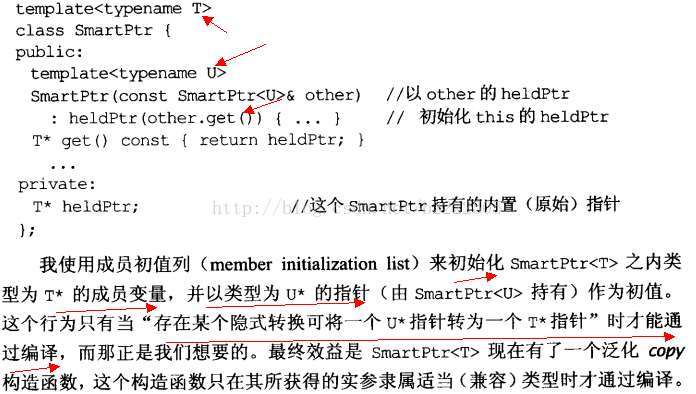 template<typename T>
class SmartPtr {
public:
template<typename U>
SmartPtr(const SmartPtr<U>& other) //以 other 的 heldPtr
: heldPtr(other.get()) { ... } // 初始化 this 的 heldPtr
T* get() const { return heldPtr; }
...
private:
T* heldPtr; //这个 SmartPtr 持有的内置（原始）指针
};
我使用成员初值列（member initialization list）来初始化 SmartPtr<T> 之内类
型为 T* 的成员变量，并以类型为 U* 的指针（由 SmartPtr<U> 持有）作为初值。
这个行为只有当“存在某个隐式转换可将一个 U* 指针转为一个 T* 指针”时才能通
过编译，而那正是我们想要的。最终效益是 SmartPtr<T> 现在有了一个泛化 copy
构造函数，这个构造函数只在其所获得的实参隶属适当（兼容）类型时才通过编译。